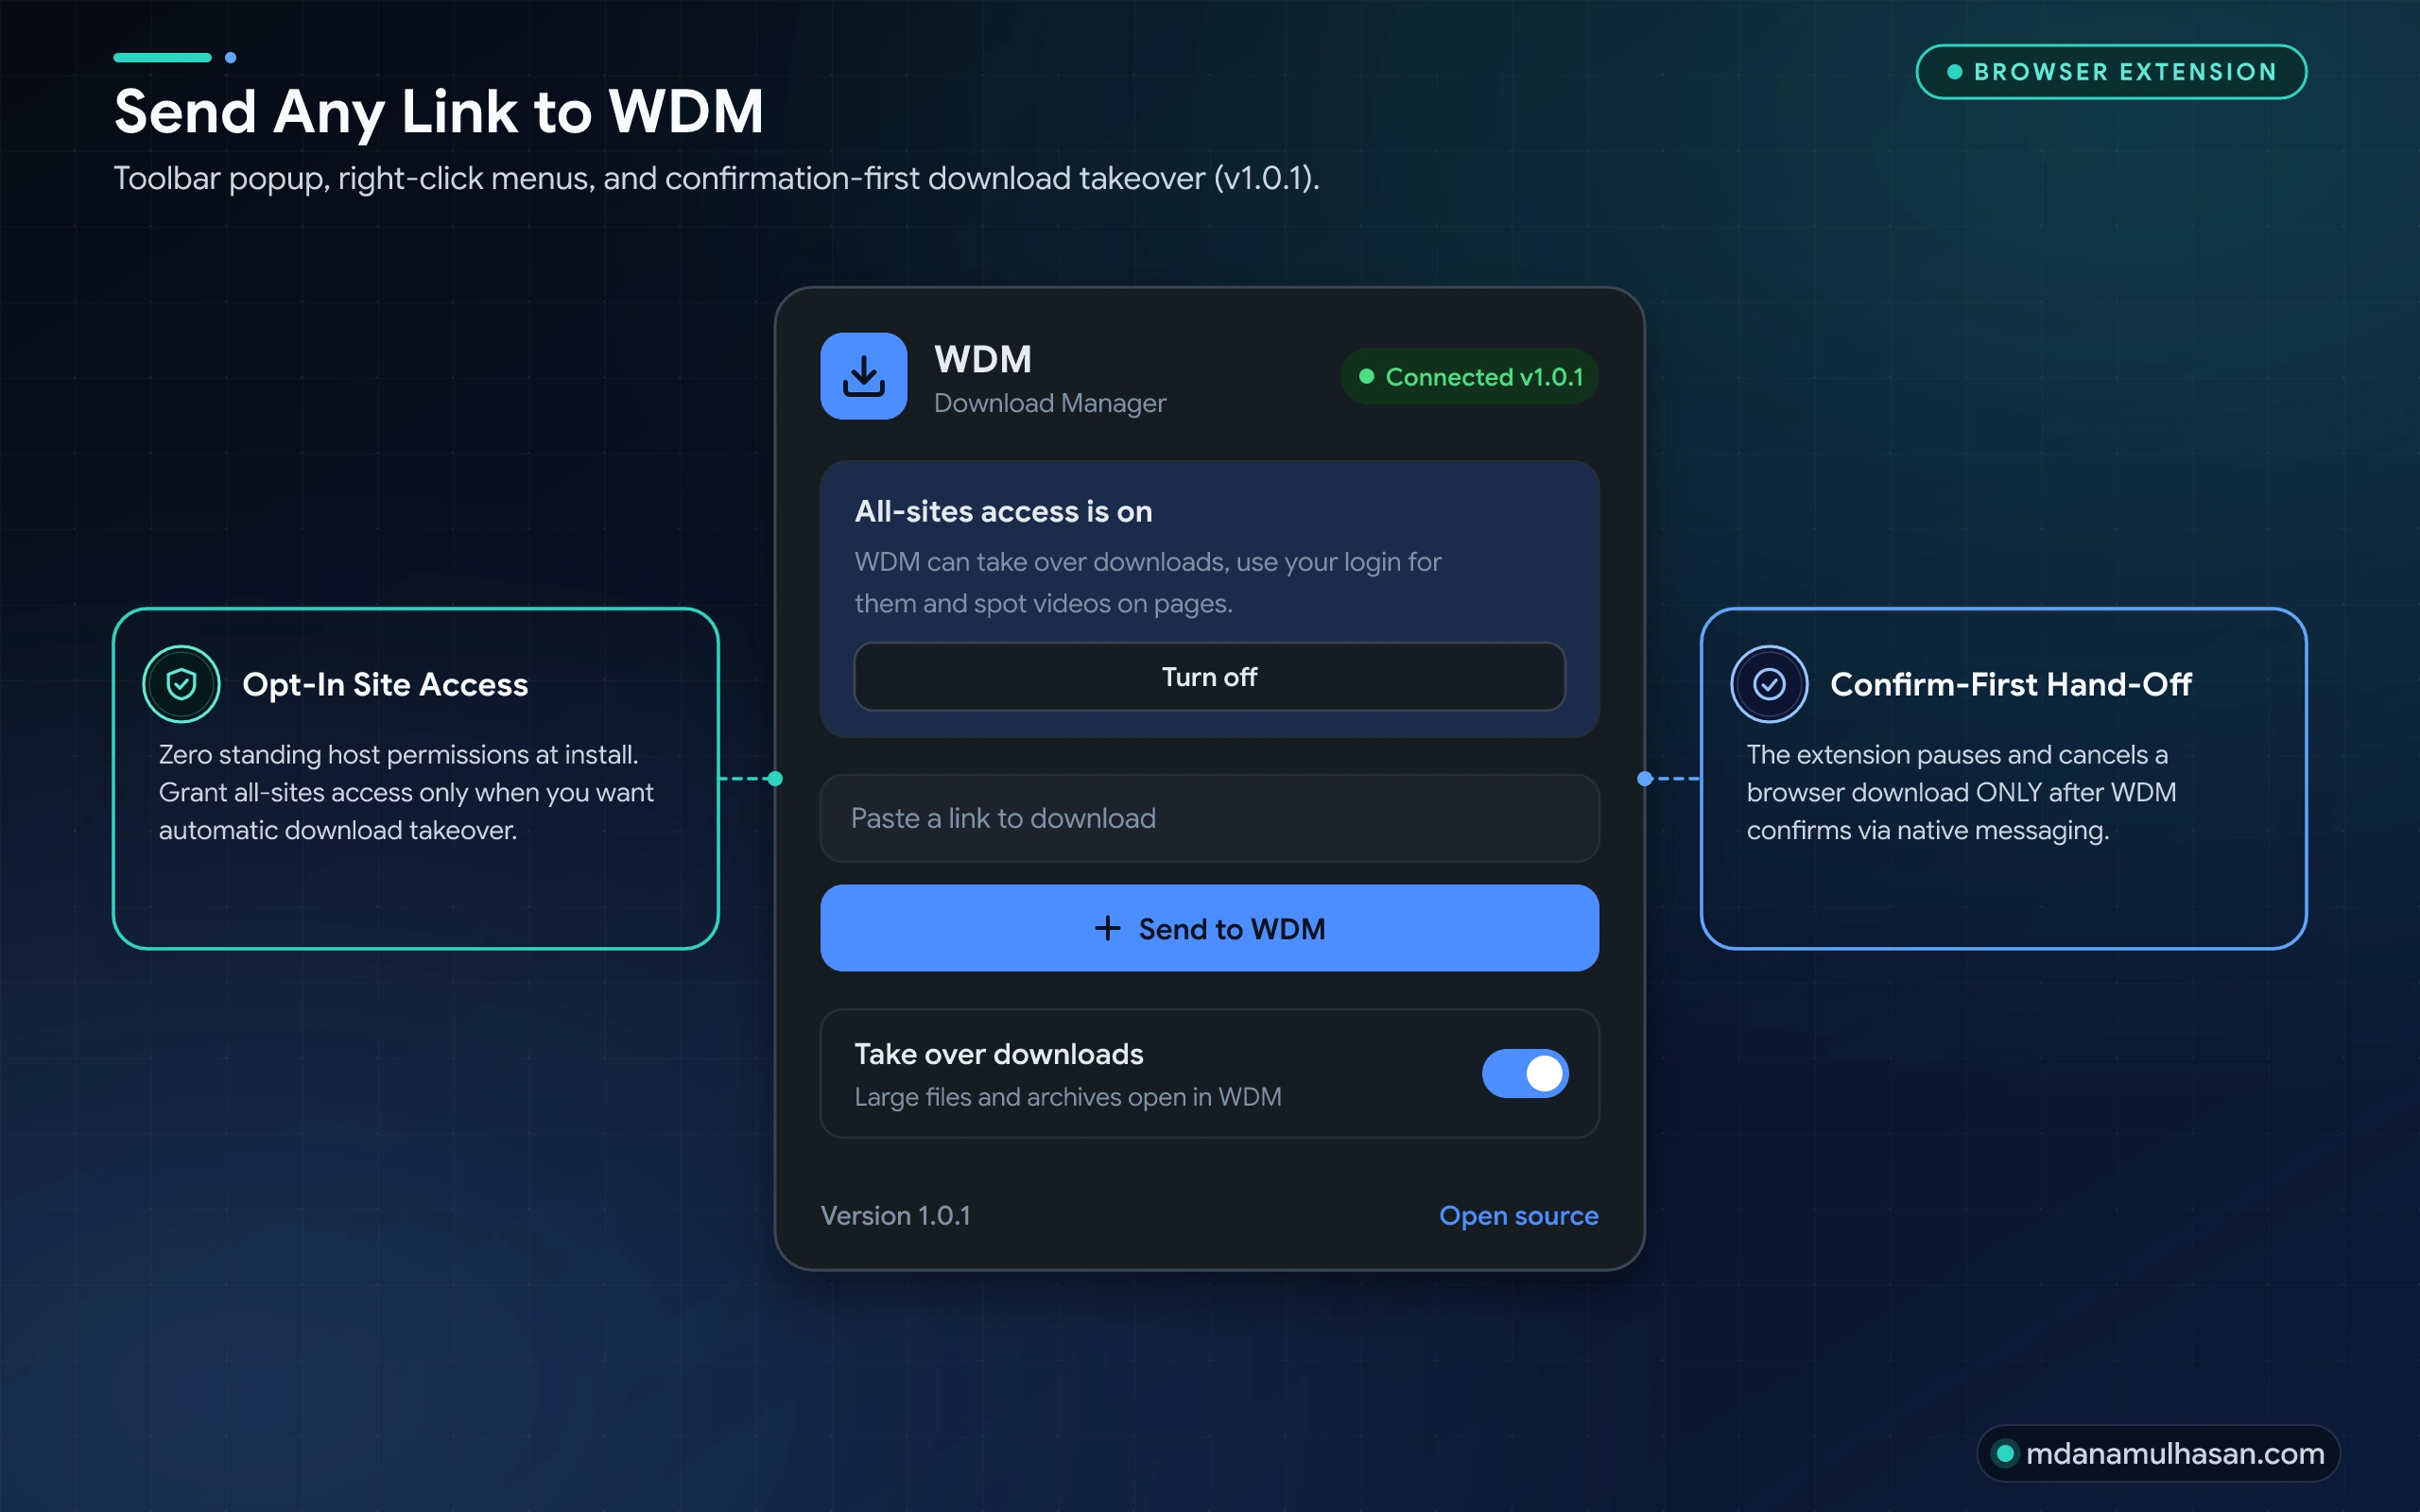 Send Any Link to WDM
Toolbar popup, right-click menus, and confirmation-first download takeover (v1.0.1).
BROWSER EXTENSION
WDM
Download Manager
Connected v1.0.1
All-sites access is on
WDM can take over downloads, use your login for
them and spot videos on pages.
Turn off
Opt-In Site Access
Zero standing host permissions at install.
Grant all-sites access only when you want
automatic download takeover.
Paste a link to download
Send to WDM
Take over downloads
Large files and archives open in WDM
Version 1.0.1
Open source
Confirm-First Hand-Off
The extension pauses and cancels a
browser download ONLY after WDM
confirms via native messaging.
mdanamulhasan.com